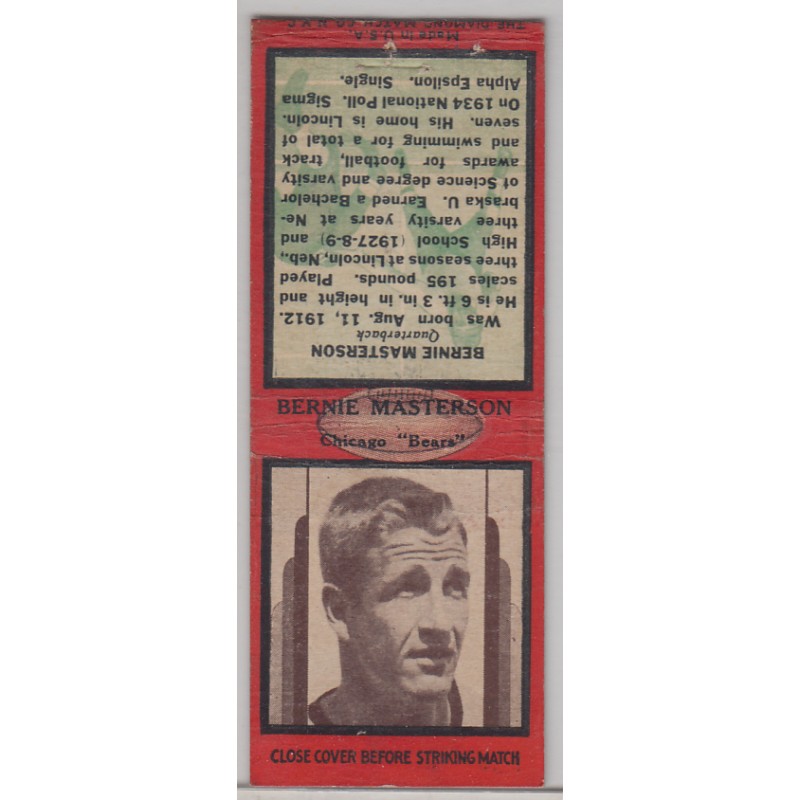 BERNIE MASTERSON
Quarterback
Was born Aug. 11, 1912.
He is 6 ft. 3 in. in height and
scales 195 pounds. Played
three seasons at Lincoln, Neb.,
High School (1927-8-9) and
three varsity years at Ne-
braska U. Earned a Bachelor
of Science degree and varsity
awards for football, track
and swimming for a total of
seven. His home is Lincoln.
On 1934 National Poll. Sigma
Alpha Epsilon. Single.
Made in U.S.A.
THE DIAMOND MATCH CO. N.Y.C.
BERNIE MASTERSON
Chicago "Bears"
CLOSE COVER BEFORE STRIKING MATCH